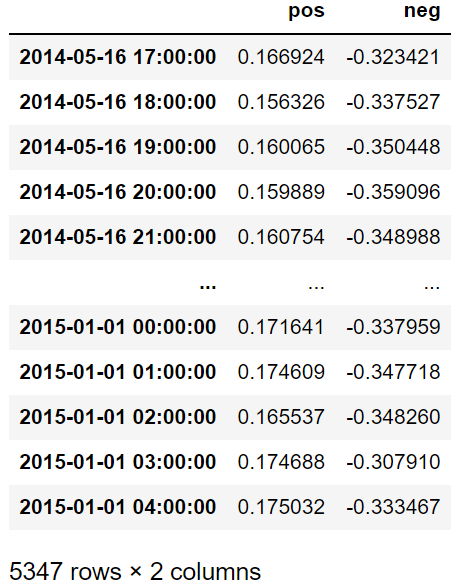 pos neg
2014-05-16 17:00:00 0.166924 -0.323421
2014-05-16 18:00:00 0.156326 -0.337527
2014-05-16 19:00:00 0.160065 -0.350448
2014-05-16 20:00:00 0.159889 -0.359096
2014-05-16 21:00:00 0.160754 -0.348988
... ... ...
2015-01-01 00:00:00 0.171641 -0.337959
2015-01-01 01:00:00 0.174609 -0.347718
2015-01-01 02:00:00 0.165537 -0.348260
2015-01-01 03:00:00 0.174688 -0.307910
2015-01-01 04:00:00 0.175032 -0.333467
5347 rows × 2 columns